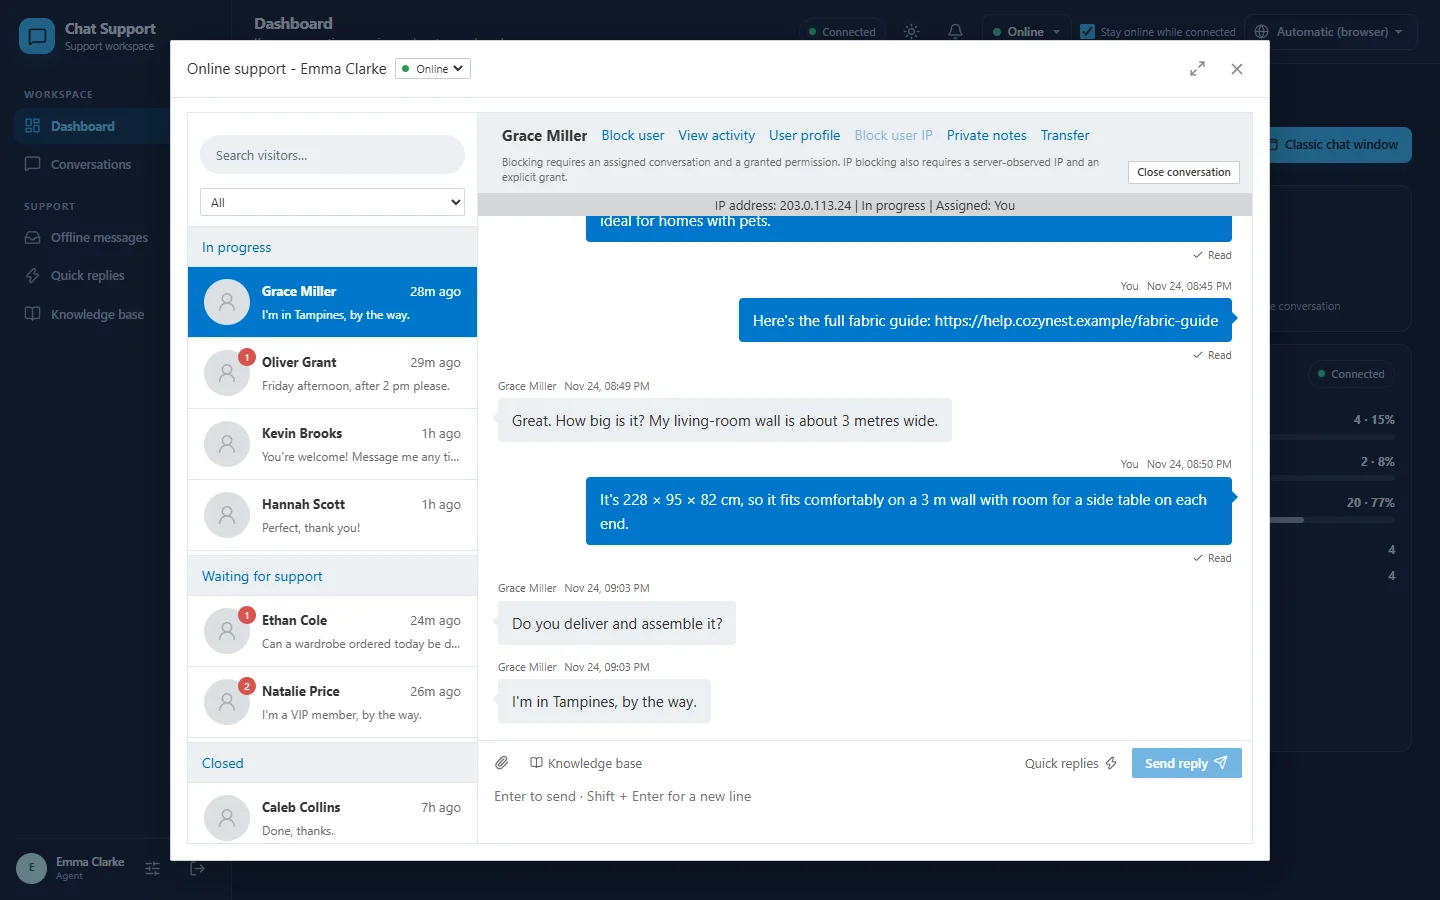 Chat Support
Support workspace
WORKSPACE
Dashboard
Conversations
SUPPORT
Offline messages
Quick replies
Knowledge base
E
Emma Clarke
Agent
Dashboard
Connected
Online
Stay online while connected
Automatic (browser)
Classic chat window
e conversation
Connected
4 · 15%
2 · 8%
20 · 77%
4
4
Online support - Emma Clarke
Online
Search visitors...
All
In progress
Grace Miller 28m ago
I'm in Tampines, by the way.
1
Oliver Grant 29m ago
Friday afternoon, after 2 pm please.
Kevin Brooks 1h ago
You're welcome! Message me any ti...
Hannah Scott 1h ago
Perfect, thank you!
Waiting for support
1
Ethan Cole 24m ago
Can a wardrobe ordered today be d...
2
Natalie Price 26m ago
I'm a VIP member, by the way.
Closed
Caleb Collins 7h ago
Done, thanks.
Grace Miller Block user View activity User profile Block user IP Private notes Transfer
Blocking requires an assigned conversation and a granted permission. IP blocking also requires a server-observed IP and an
explicit grant.
Close conversation
IP address: 203.0.113.24 | In progress | Assigned: You
ideal for homes with pets.
Read
You Nov 24, 08:45 PM
Here's the full fabric guide: https://help.cozynest.example/fabric-guide
Read
Grace Miller Nov 24, 08:49 PM
Great. How big is it? My living-room wall is about 3 metres wide.
You Nov 24, 08:50 PM
It's 228 × 95 × 82 cm, so it fits comfortably on a 3 m wall with room for a side table on each
end.
Read
Grace Miller Nov 24, 09:03 PM
Do you deliver and assemble it?
Grace Miller Nov 24, 09:03 PM
I'm in Tampines, by the way.
Knowledge base
Quick replies
Send reply
Enter to send · Shift + Enter for a new line